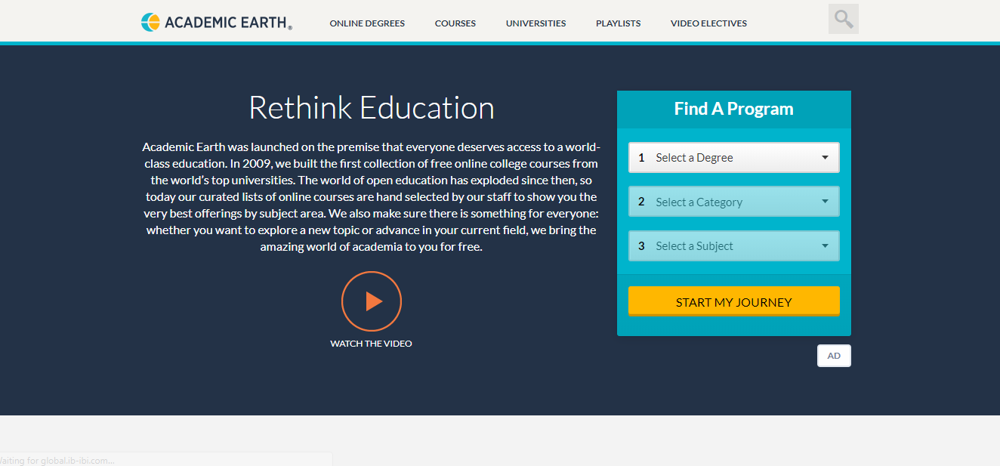 ACADEMIC EARTH®
ONLINE DEGREES
COURSES
UNIVERSITIES
PLAYLISTS
VIDEO ELECTIVES
Rethink Education
Academic Earth was launched on the premise that everyone deserves access to a world-
class education. In 2009, we built the first collection of free online college courses from
the world’s top universities. The world of open education has exploded since then, so
today our curated lists of online courses are hand selected by our staff to show you the
very best offerings by subject area. We also make sure there is something for everyone:
whether you want to explore a new topic or advance in your current field, we bring the
amazing world of academia to you for free.
WATCH THE VIDEO
Find A Program
1 Select a Degree
2 Select a Category
3 Select a Subject
START MY JOURNEY
AD
Waiting for global.ib-ibi.com...